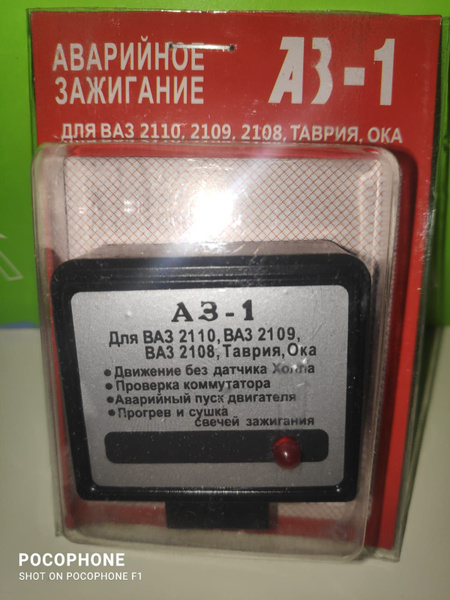 АВАРИЙНОЕ
ЗАЖИГАНИЕ
АЗ-1
ДЛЯ ВАЗ 2110, 2109, 2108, ТАВРИЯ, ОКА
АЗ-1
Для ВАЗ 2110, ВАЗ 2109,
ВАЗ 2108, Таврия, Ока
• Движение без датчика Холла
• Проверка коммутатора
• Аварийный пуск двигателя
• Прогрев и сушка
свечей зажигания
POCOPHONE
SHOT ON POCOPHONE F1